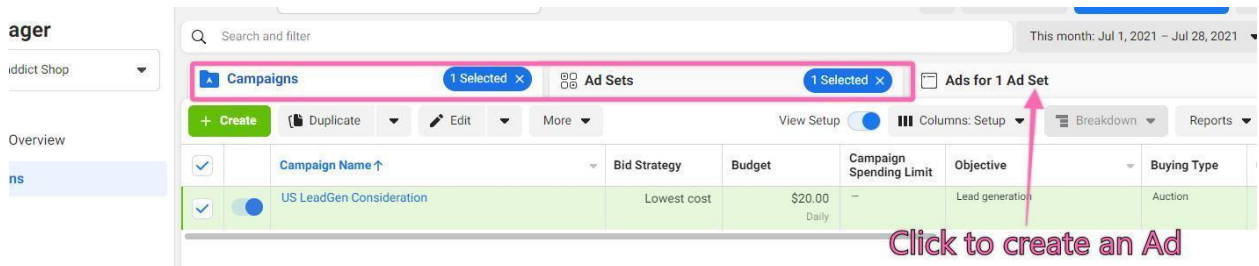 ager
Search and filter
This month: Jul 1, 2021 – Jul 28, 2021
ddict Shop
Campaigns
1 Selected ×
Ad Sets
1 Selected ×
Ads for 1 Ad Set
+ Create
Duplicate
Edit
More
View Setup
Columns: Setup
Breakdown
Reports
Overview
ns
Campaign Name↑
Bid Strategy
Budget
Campaign
Spending Limit
Objective
Buying Type
US LeadGen Consideration
Lowest cost
$20.00
Daily
—
Lead generation
Auction
Click to create an Ad